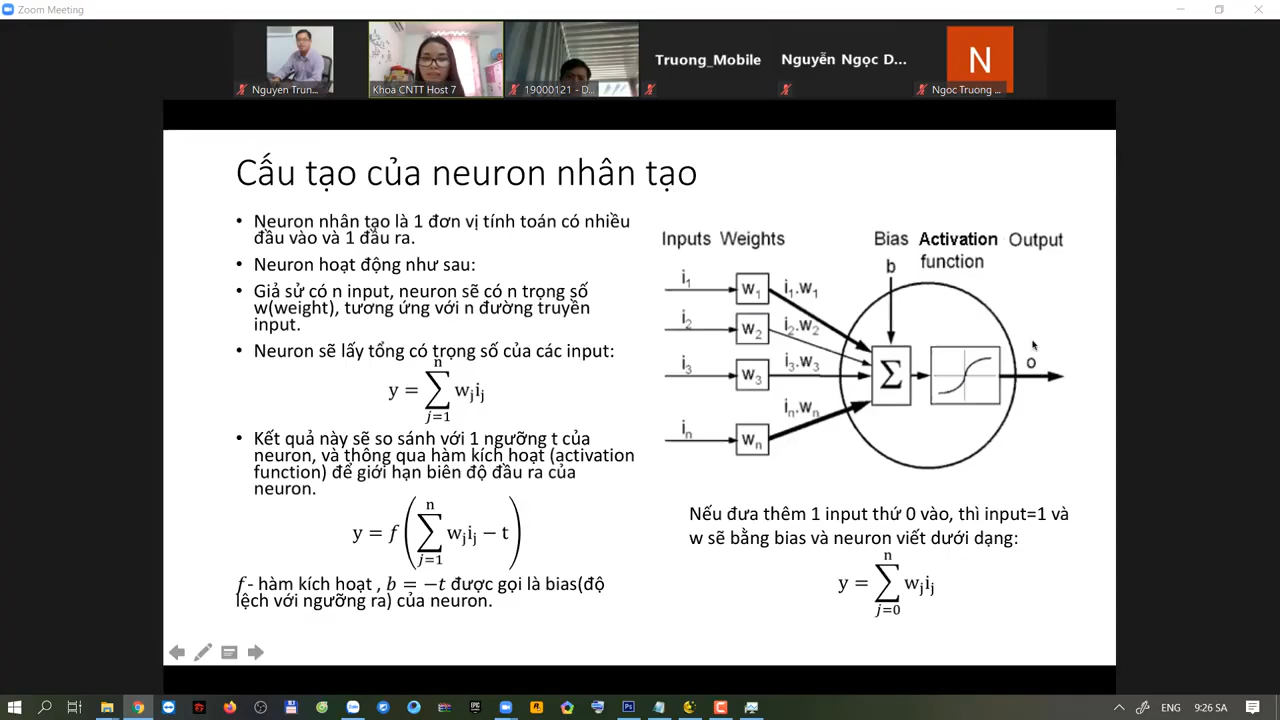 Zoom Meeting
Nguyen Trun...
Khoa CNTT Host 7
19000121 - D...
Truong_Mobile
Nguyễn Ngọc D...
N
Ngoc Truong ...
Cấu tạo của neuron nhân tạo
• Neuron nhân tạo là 1 đơn vị tính toán có nhiều
đầu vào và 1 đầu ra.
• Neuron hoạt động như sau:
• Giả sử có n input, neuron sẽ có n trọng số
w(weight), tương ứng với n đường truyền
input.
• Neuron sẽ lấy tổng có trọng số của các input:
n
y = ∑ wⱼiⱼ
j=1
• Kết quả này sẽ so sánh với 1 ngưỡng t của
neuron, và thông qua hàm kích hoạt (activation
function) để giới hạn biên độ đầu ra của
neuron.
n
y = f(∑ wⱼiⱼ − t)
j=1
f- hàm kích hoạt , b = −t được gọi là bias(độ
lệch với ngưỡng ra) của neuron.
Inputs Weights Bias Activation Output
function
b
i₁ w₁ i₁.w₁
i₂ w₂ i₂.w₂
i₃ w₃ i₃.w₃ Σ o
iₙ wₙ iₙ.wₙ
Nếu đưa thêm 1 input thứ 0 vào, thì input=1 và
w sẽ bằng bias và neuron viết dưới dạng:
n
y = ∑ wⱼiⱼ
j=0
ENG 9:26 SA